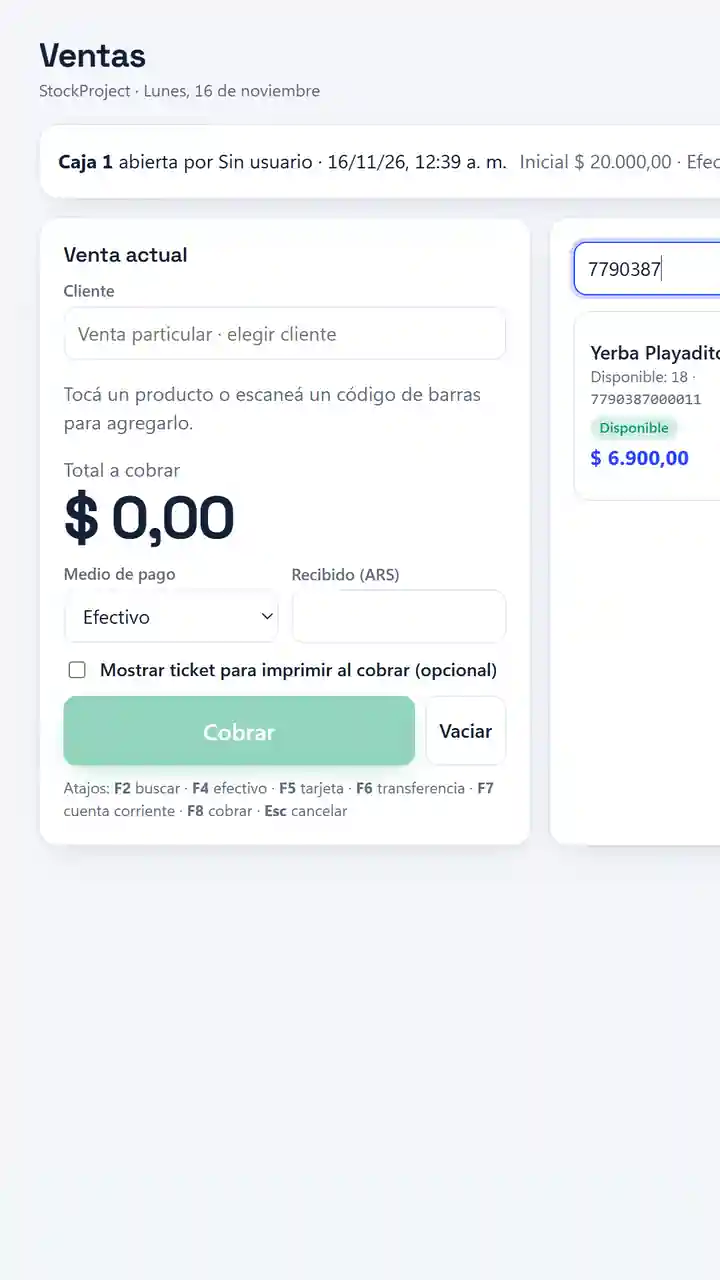 Ventas
StockProject · Lunes, 16 de noviembre
Caja 1 abierta por Sin usuario · 16/11/26, 12:39 a. m. Inicial $ 20.000,00 · Efec
Venta actual
Cliente
Venta particular · elegir cliente
Tocá un producto o escaneá un código de barras
para agregarlo.
Total a cobrar
$ 0,00
Medio de pago
Recibido (ARS)
Efectivo
Mostrar ticket para imprimir al cobrar (opcional)
Cobrar
Vaciar
Atajos: F2 buscar · F4 efectivo · F5 tarjeta · F6 transferencia · F7
cuenta corriente · F8 cobrar · Esc cancelar
7790387
Yerba Playadito
Disponible: 18 ·
7790387000011
Disponible
$ 6.900,00